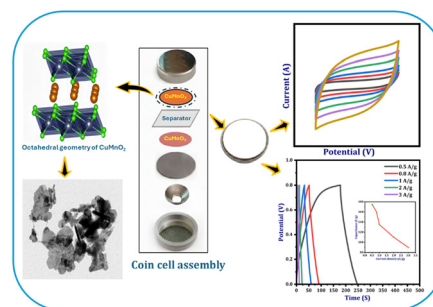 CuMnO₂
Separator
CuMnO₂
Coin cell assembly
Octahedral geometry of CuMnO₂
Current (A)
Potential (V)
Potential (V)
1.0
0.8
0.6
0.4
0.2
0.0
0.5 A/g
0.8 A/g
1 A/g
2 A/g
3 A/g
0 50 100 150 200 250 300 350 400 450 500
Time (S)